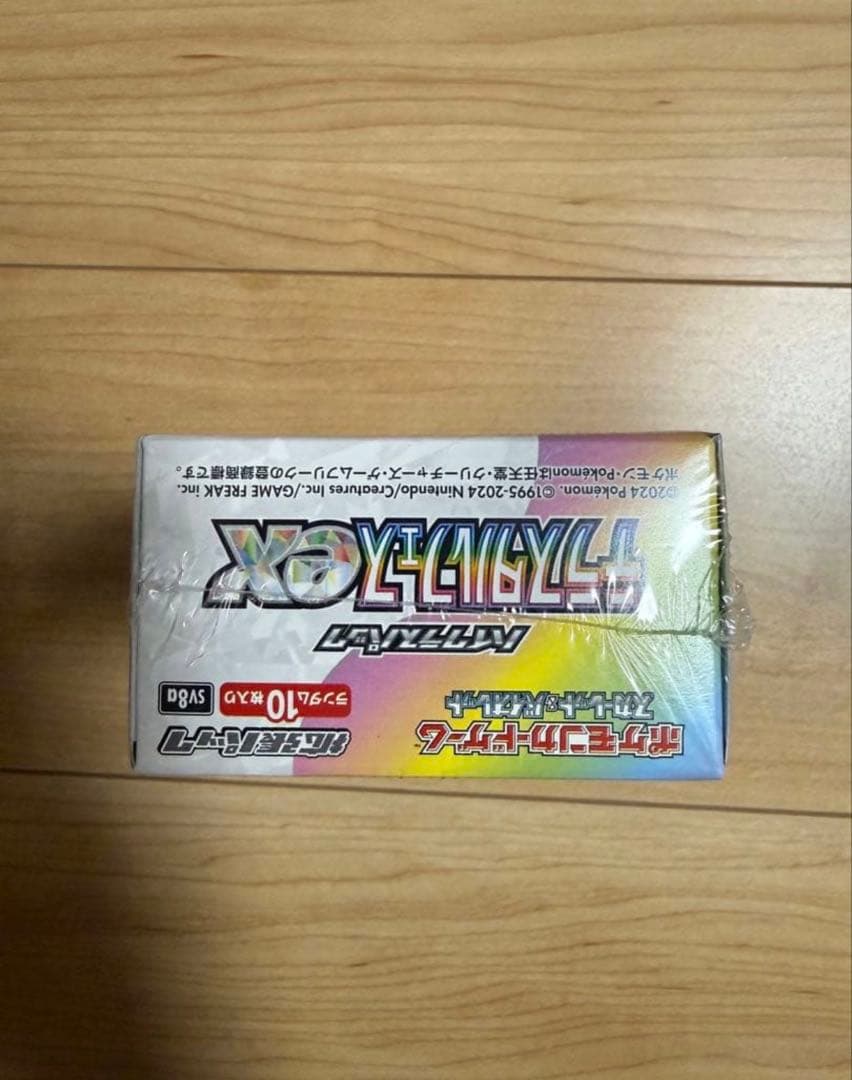 ポケモンカードゲーム™
スカーレット&バイオレット
拡張パック
ランダム10枚入り
SV8a
ハイクラスパック
テラスタルフェスex
©2024 Pokémon. ©1995-2024 Nintendo/Creatures Inc./GAME FREAK inc.
ポケモン・Pokémonは任天堂・クリーチャーズ・ゲームフリークの登録商標です。